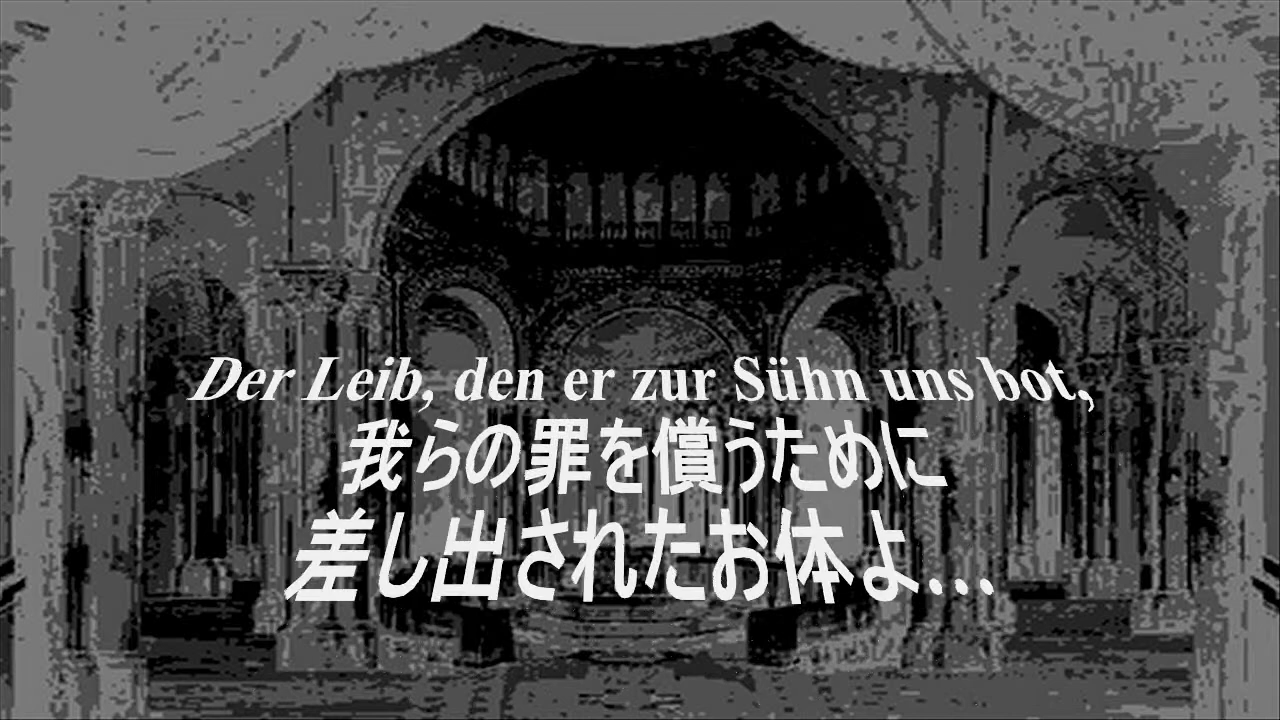 Der Leib, den er zur Sühn uns bot,
我らの罪を償うために
差し出されたお体よ...